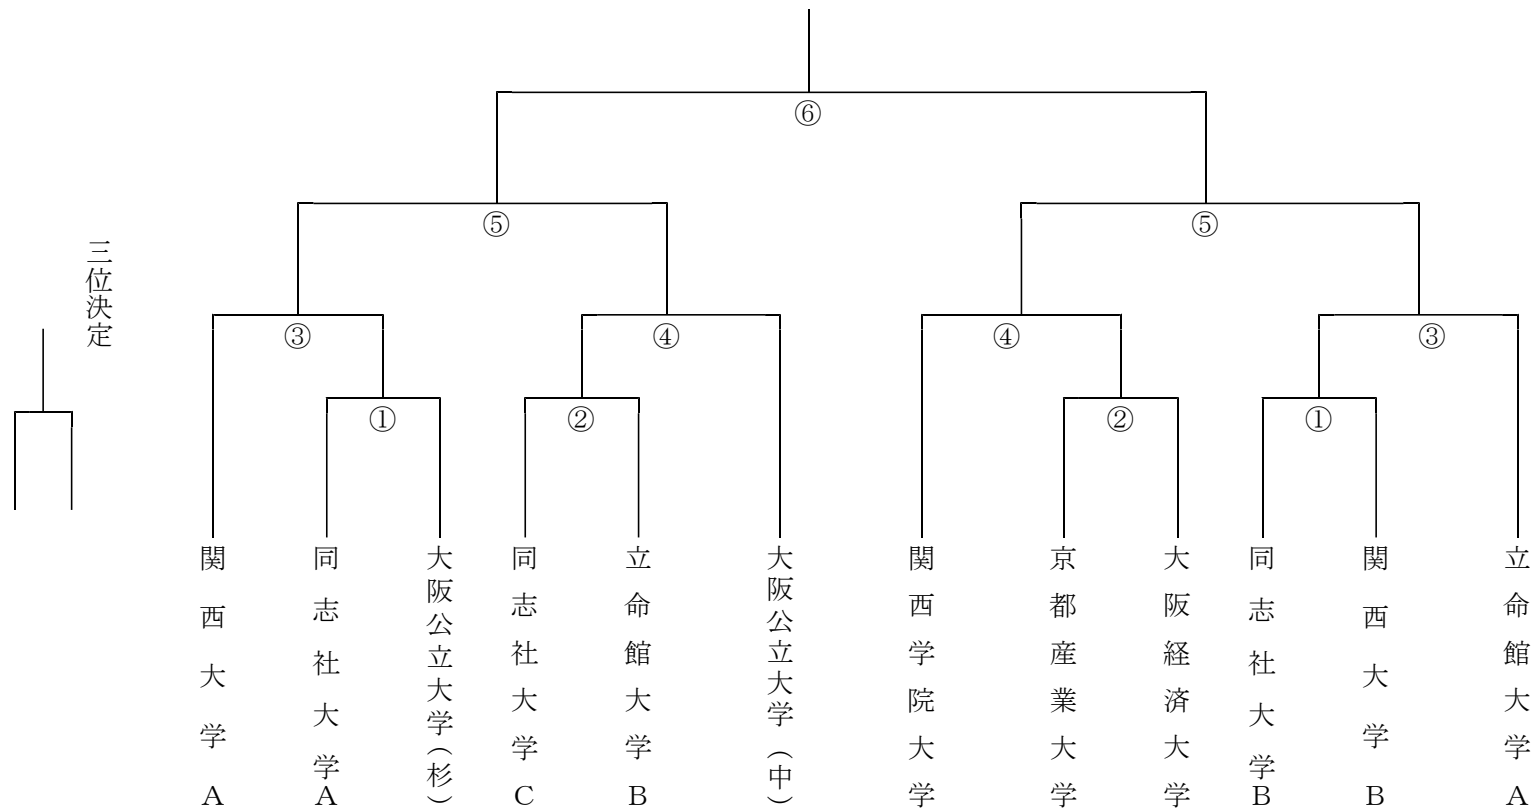 ⑥
⑤
⑤
三位決定
③
④
④
③
①
②
②
①
関西大学A
同志社大学A
大阪公立大学(杉)
同志社大学C
立命館大学B
大阪公立大学(中)
関西学院大学
京都産業大学
大阪経済大学
同志社大学B
関西大学B
立命館大学A